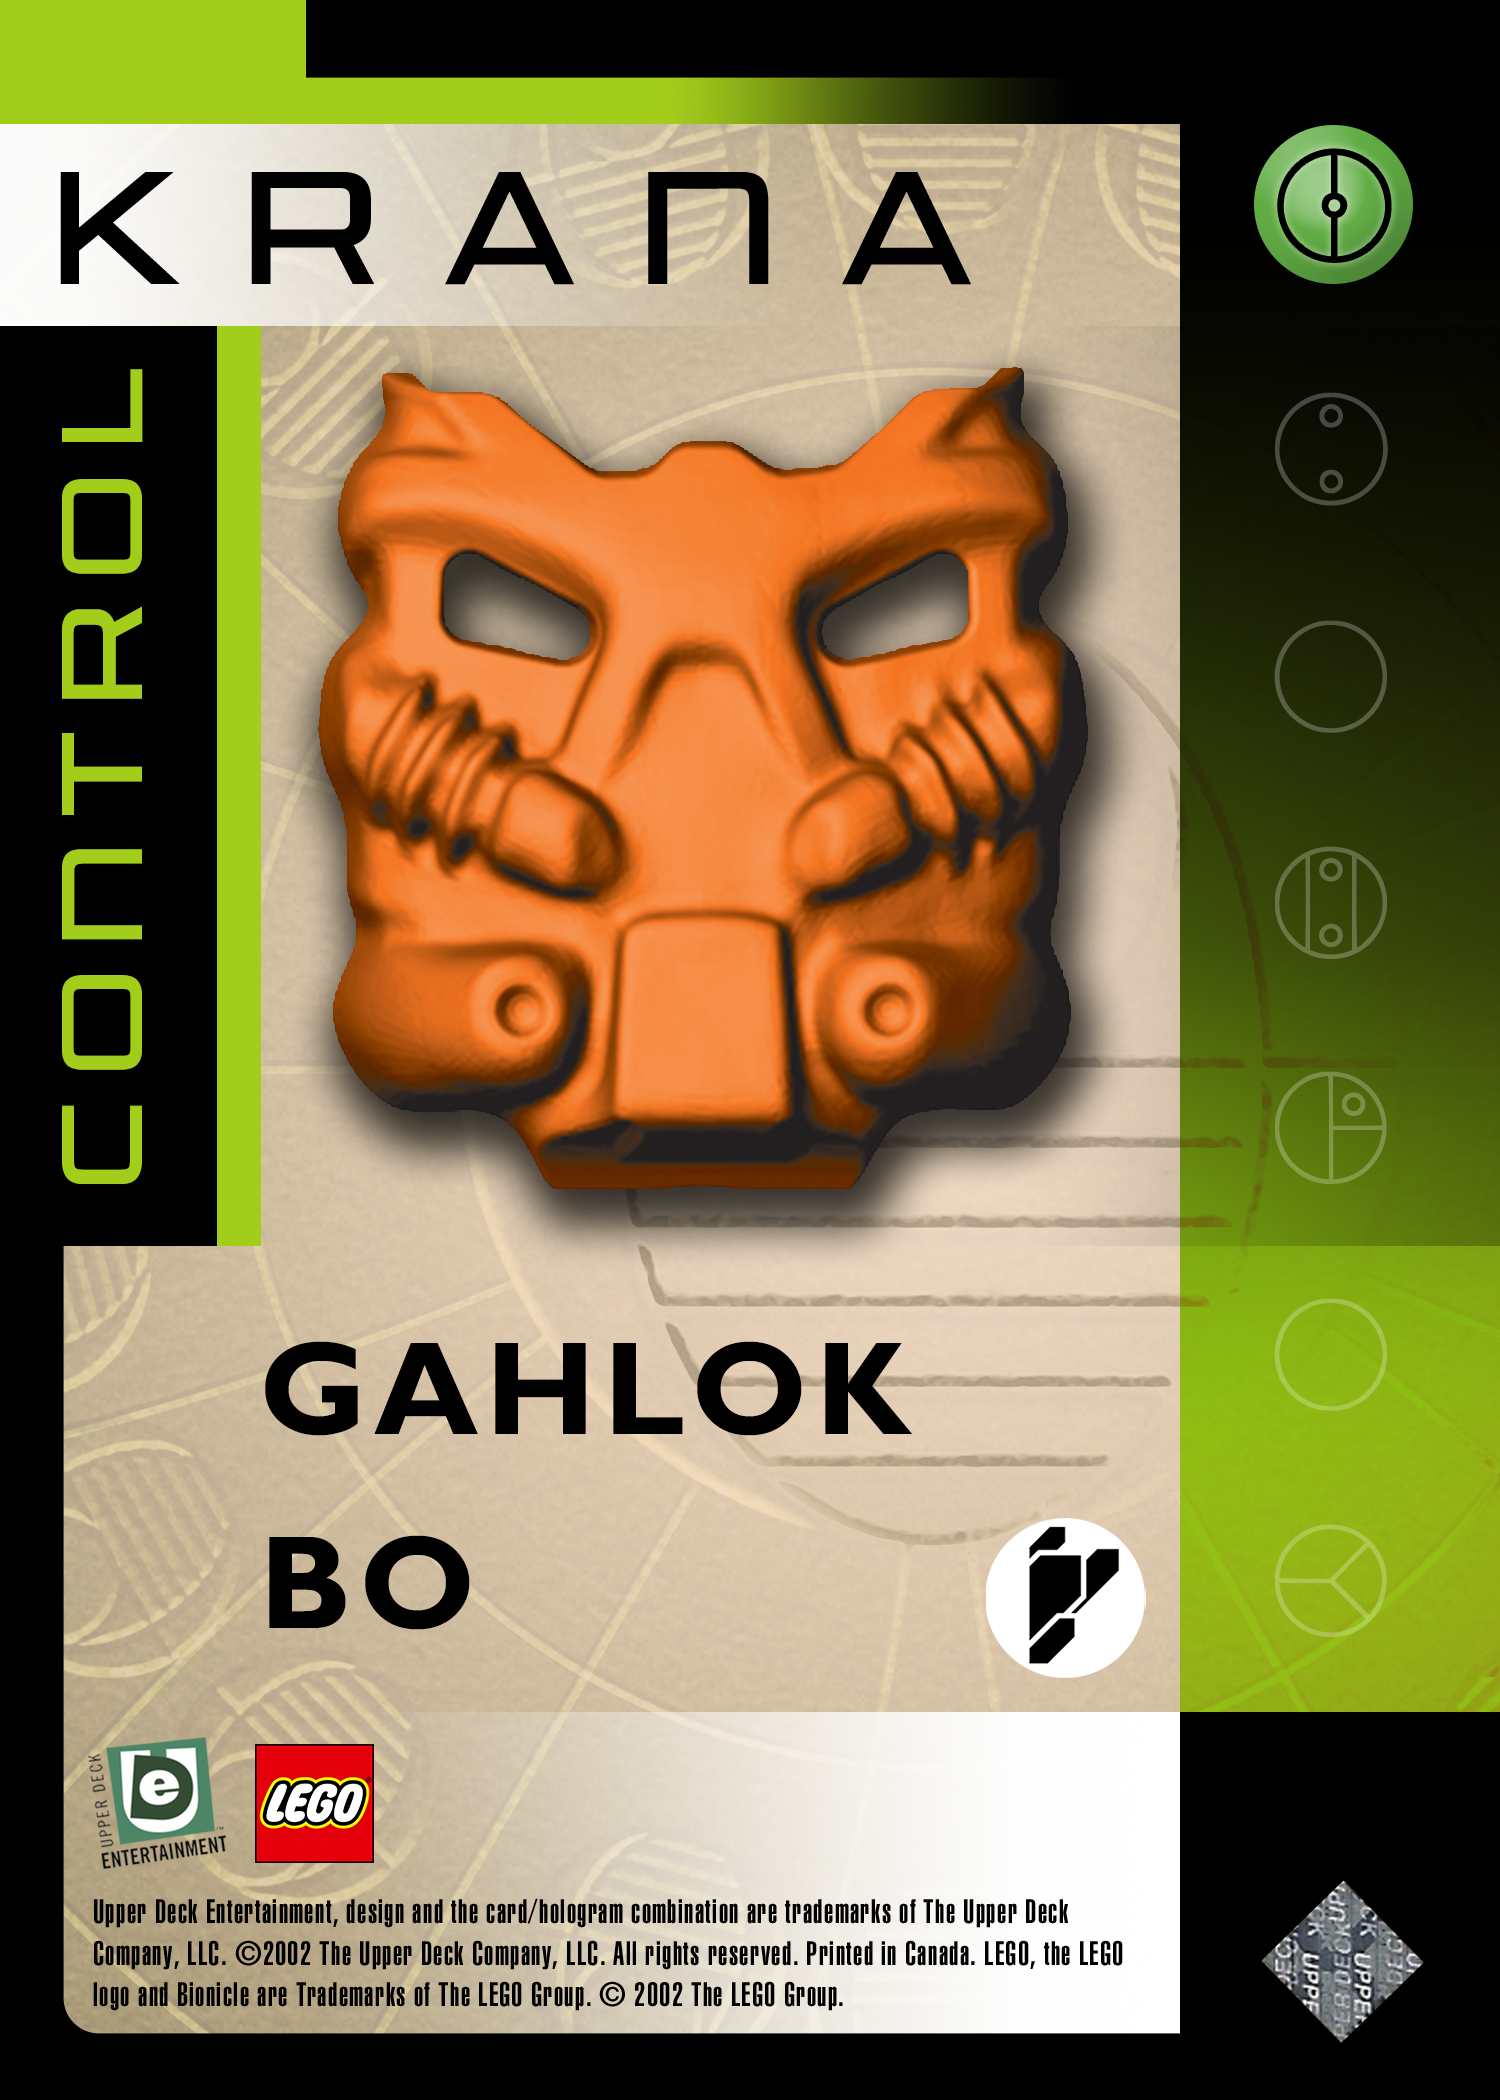 KRANA
CONTROL
GAHLOK
BO
UPPER DECK
ENTERTAINMENT
LEGO
Upper Deck Entertainment, design and the card/hologram combination are trademarks of The Upper Deck
Company, LLC. ©2002 The Upper Deck Company, LLC. All rights reserved. Printed in Canada. LEGO, the LEGO
logo and Bionicle are Trademarks of The LEGO Group. © 2002 The LEGO Group.